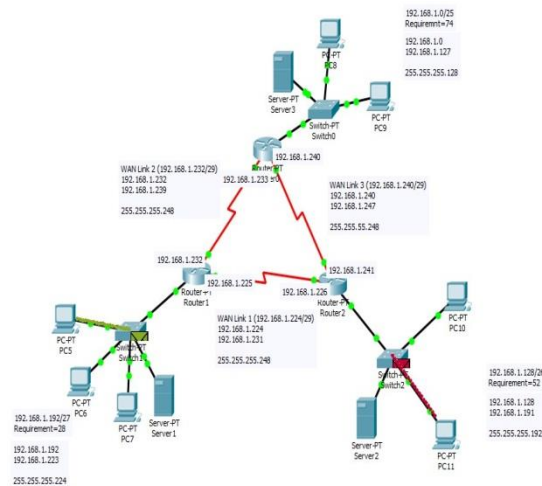 192.168.1.0/25
Requiremnt=74
192.168.1.0
192.168.1.127
255.255.255.128
PC-PT
PC8
Server-PT
Server3
PC-PT
PC9
Switch-PT
Switch0
192.168.1.240
192.168.1.233
WAN Link 2 (192.168.1.232/29)
192.168.1.232
192.168.1.239
255.255.255.248
WAN Link 3 (192.168.1.240/29)
192.168.1.240
192.168.1.247
255.255.55.248
192.168.1.232
192.168.1.225
Router1
192.168.1.241
192.168.1.226
Router-PT
Router2
WAN Link 1 (192.168.1.224/29)
192.168.1.224
192.168.1.231
255.255.255.248
PC-PT
PC5
Switch-PT
Switch1
PC-PT
PC6
PC-PT
PC7
Server-PT
Server1
192.168.1.192/27
Requirement=28
192.168.1.192
192.168.1.223
255.255.255.224
PC-PT
PC10
Switch2
Server-PT
Server2
PC-PT
PC11
192.168.1.128/26
Requirement=52
192.168.1.128
192.168.1.191
255.255.255.192